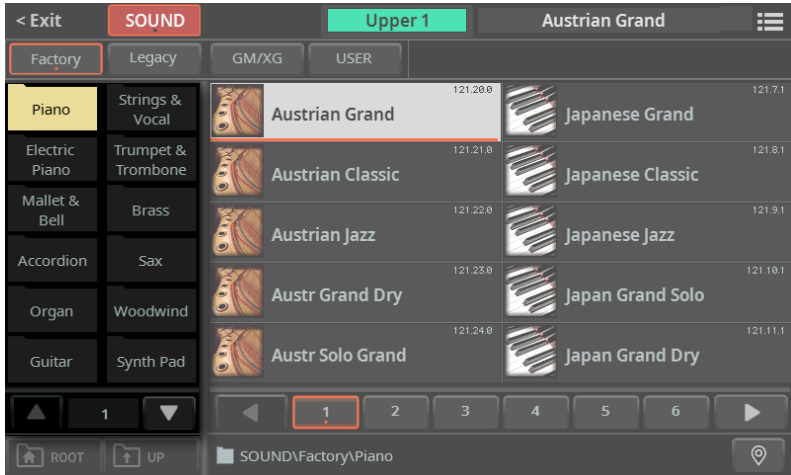 < Exit
SOUND
Upper 1
Austrian Grand
Factory
Legacy
GM/XG
USER
Piano
Strings &
Vocal
Electric
Piano
Trumpet &
Trombone
Mallet &
Bell
Brass
Accordion
Sax
Organ
Woodwind
Guitar
Synth Pad
1
ROOT
UP
121.20.0
Austrian Grand
121.7.1
Japanese Grand
121.21.0
Austrian Classic
121.8.1
Japanese Classic
121.22.0
Austrian Jazz
121.9.1
Japanese Jazz
121.23.0
Austr Grand Dry
121.10.1
Japan Grand Solo
121.24.0
Austr Solo Grand
121.11.1
Japan Grand Dry
1
2
3
4
5
6
SOUND\Factory\Piano